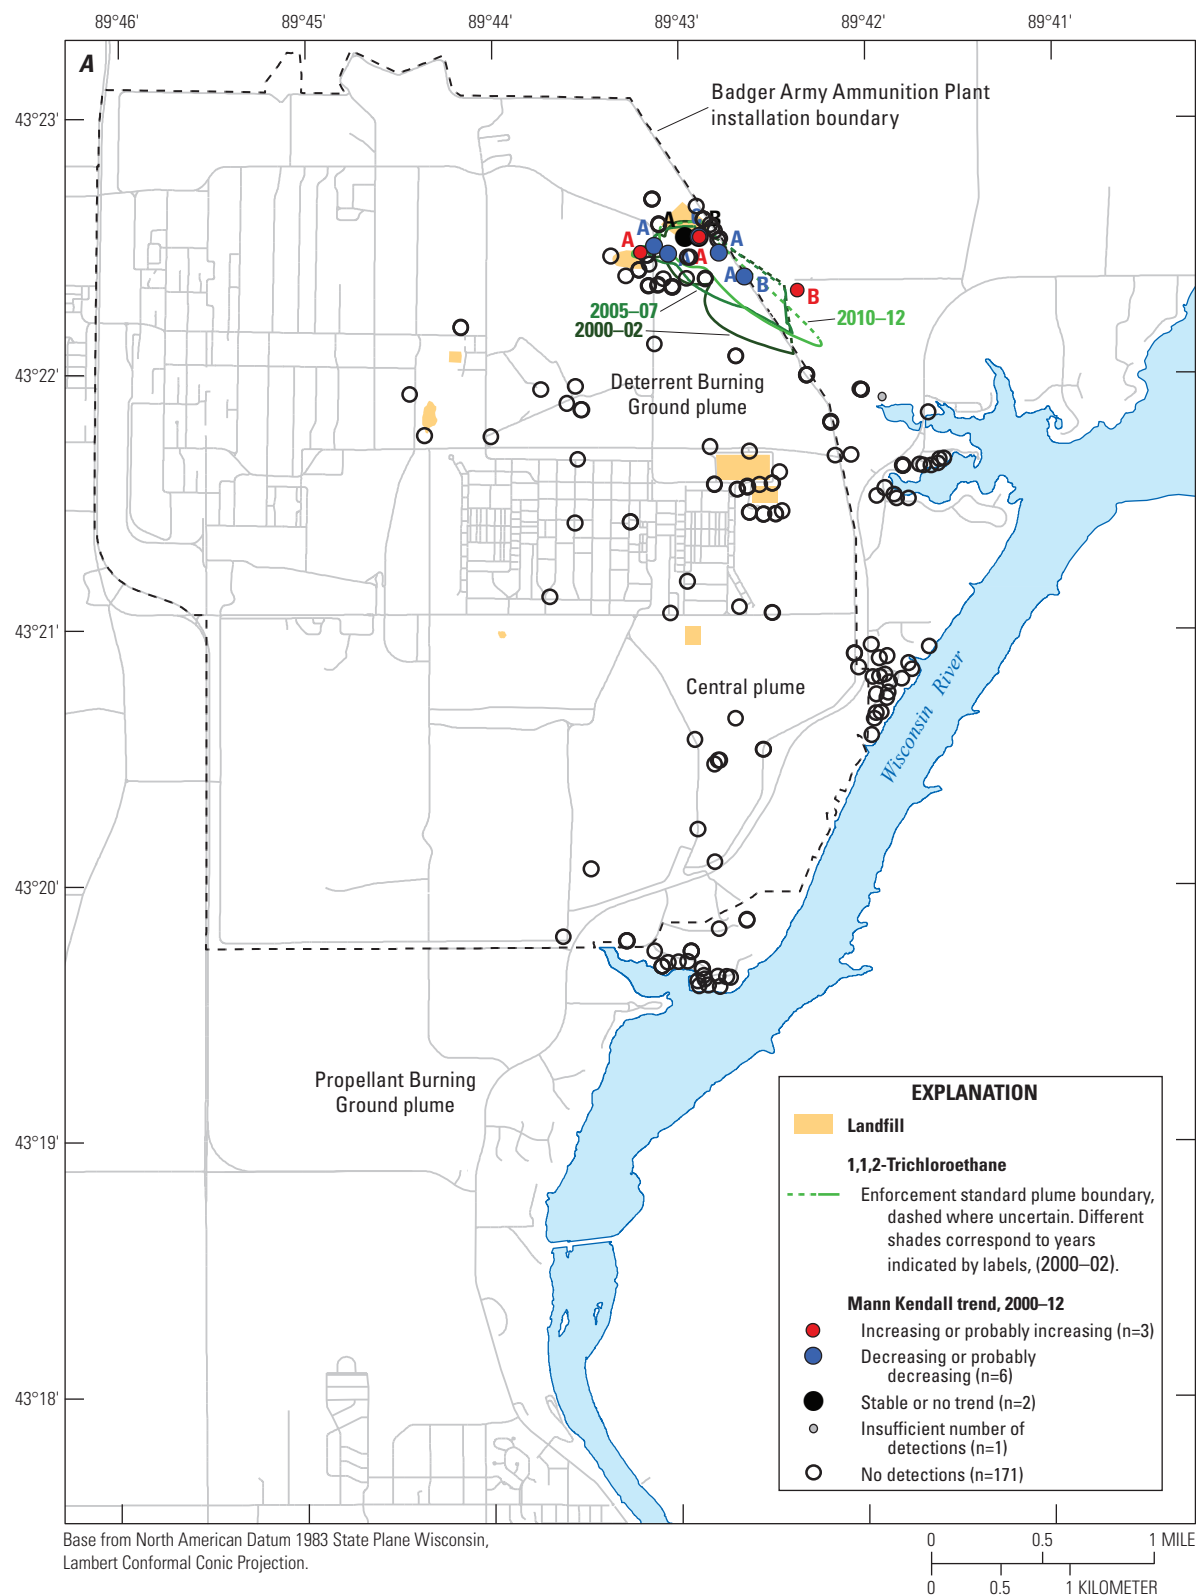 89°46'
89°45'
89°44'
89°43'
89°42'
89°41'
A
43°23'
Badger Army Ammunition Plant
installation boundary
A
C
B
A
A
A
A
A
A
B
B
2005–07
2000–02
2010–12
43°22'
Deterrent Burning
Ground plume
43°21'
Central plume
Wisconsin River
43°20'
Propellant Burning
Ground plume
43°19'
43°18'
EXPLANATION
Landfill
1,1,2-Trichloroethane
Enforcement standard plume boundary,
dashed where uncertain. Different
shades correspond to years
indicated by labels, (2000–02).
Mann Kendall trend, 2000–12
Increasing or probably increasing (n=3)
Decreasing or probably
decreasing (n=6)
Stable or no trend (n=2)
Insufficient number of
detections (n=1)
No detections (n=171)
Base from North American Datum 1983 State Plane Wisconsin,
Lambert Conformal Conic Projection.
0 0.5 1 MILE
0 0.5 1 KILOMETER